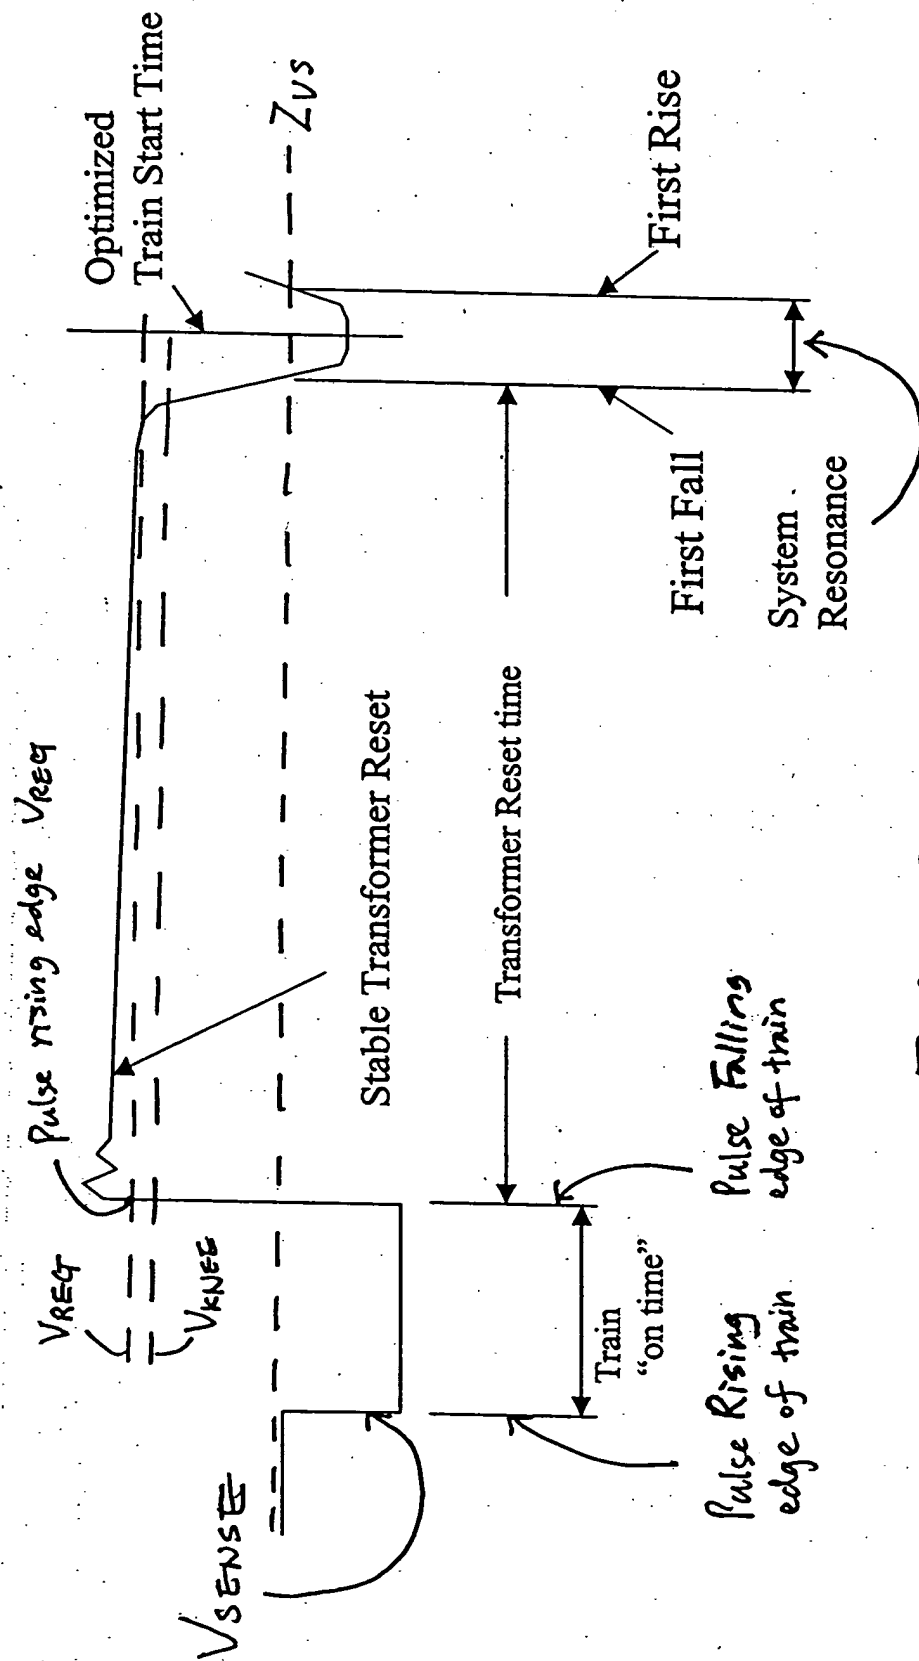 Optimized
Train Start Time
Pulse rising edge VREG
VREG
VKNEE
ZVS
VSENSE
Stable Transformer Reset
Transformer Reset time
First Rise
First Fall
Train
"on time"
Pulse Falling
edge of train
Pulse Rising
edge of train
System
Resonance